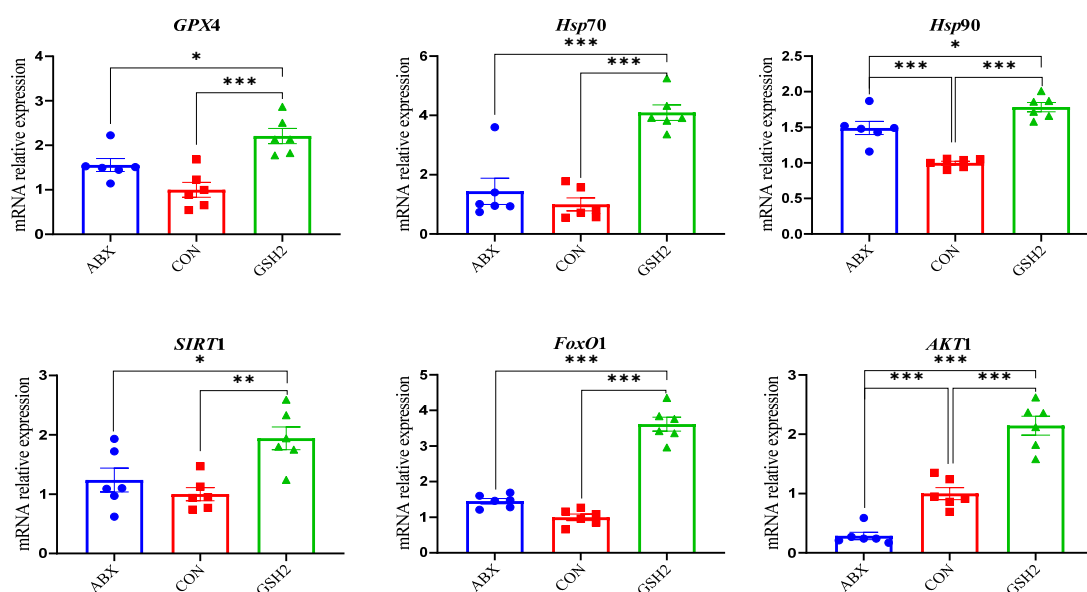 GPX4
mRNA relative expression
4
3
2
1
0
*
***
ABX
CON
GSH2
Hsp70
mRNA relative expression
6
4
2
0
***
***
ABX
CON
GSH2
Hsp90
mRNA relative expression
2.5
2.0
1.5
1.0
0.5
0.0
*
***
***
ABX
CON
GSH2
SIRT1
mRNA relative expression
3
2
1
0
*
**
ABX
CON
GSH2
FoxO1
mRNA relative expression
5
4
3
2
1
0
***
***
ABX
CON
GSH2
AKT1
mRNA relative expression
3
2
1
0
***
***
***
ABX
CON
GSH2